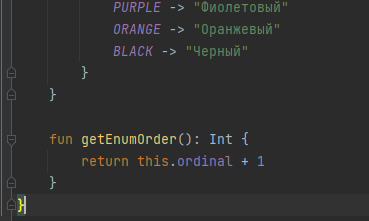 PURPLE -> "Фиолетовый"
ORANGE -> "Оранжевый"
BLACK -> "Черный"
}
}
fun getEnumOrder(): Int {
return this.ordinal + 1
}
}